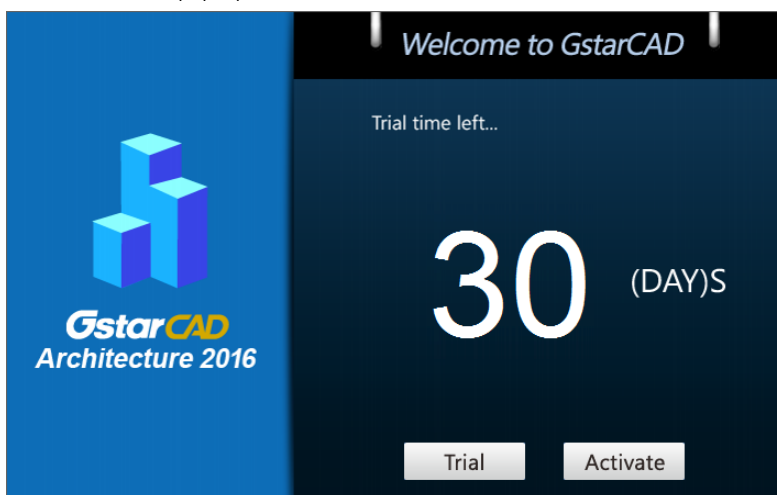 Welcome to GstarCAD
Trial time left...
30 (DAY)S
GstarCAD
Architecture 2016
Trial Activate